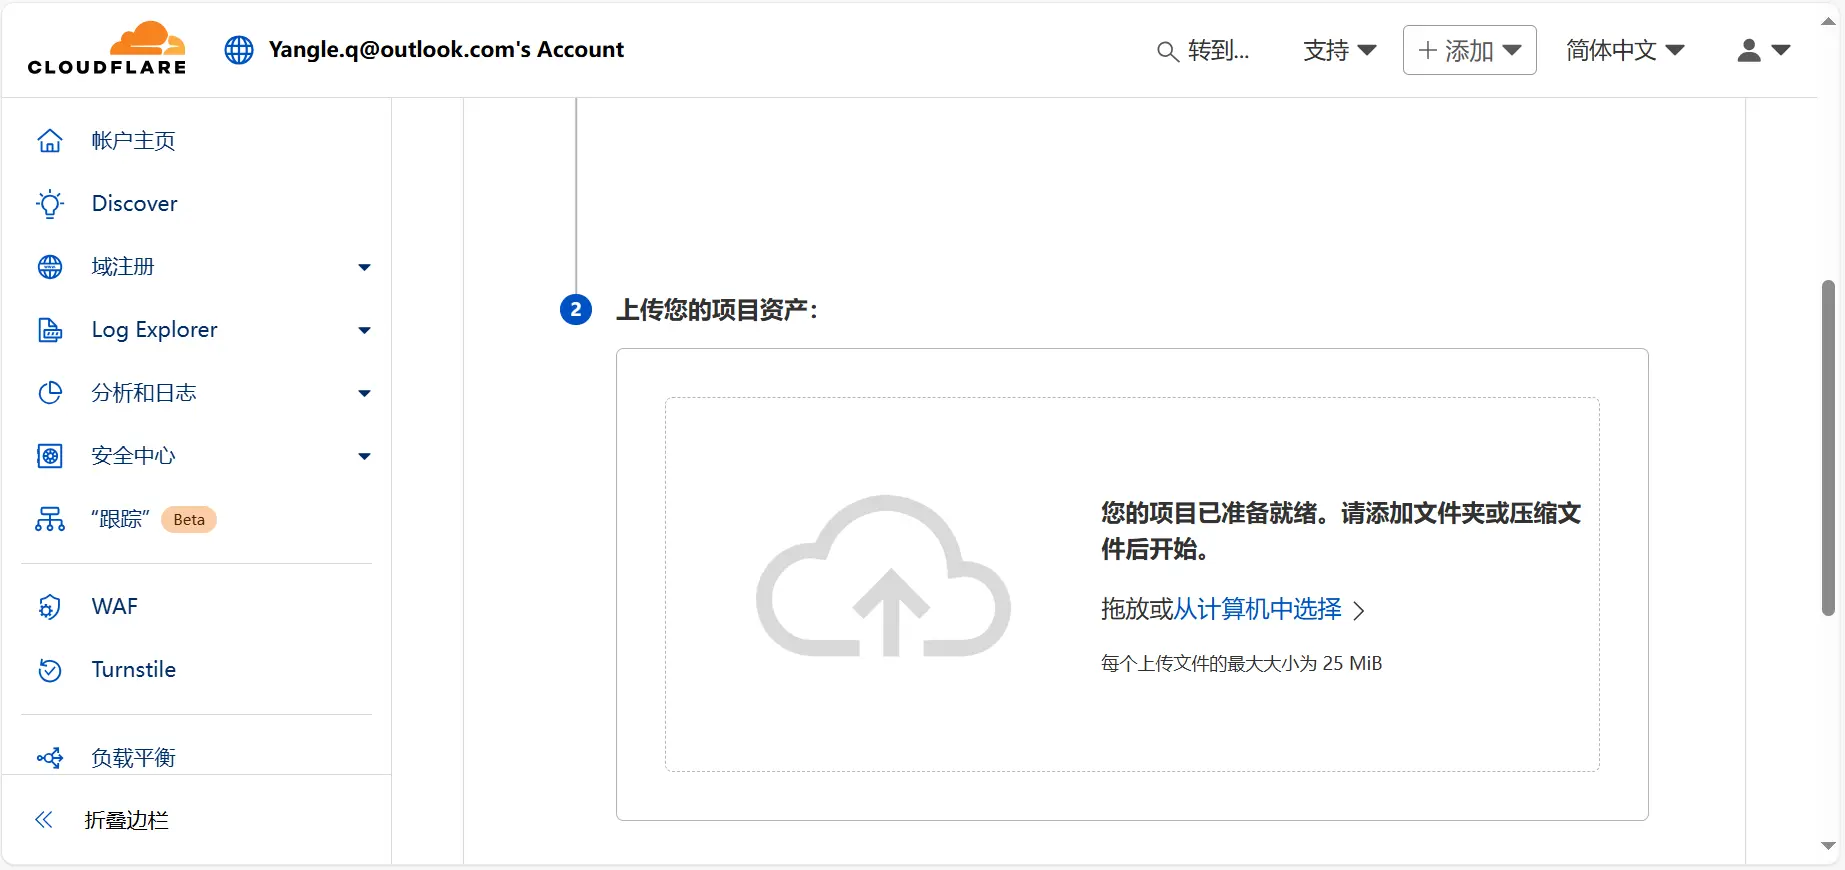 CLOUDFLARE
Yangle.q@outlook.com's Account
转到...
支持
添加
简体中文
帐户主页
Discover
域注册
Log Explorer
分析和日志
安全中心
“跟踪” Beta
WAF
Turnstile
负载平衡
折叠边栏
2 上传您的项目资产：
您的项目已准备就绪。请添加文件夹或压缩文
件后开始。
拖放或从计算机中选择
每个上传文件的最大大小为 25 MiB